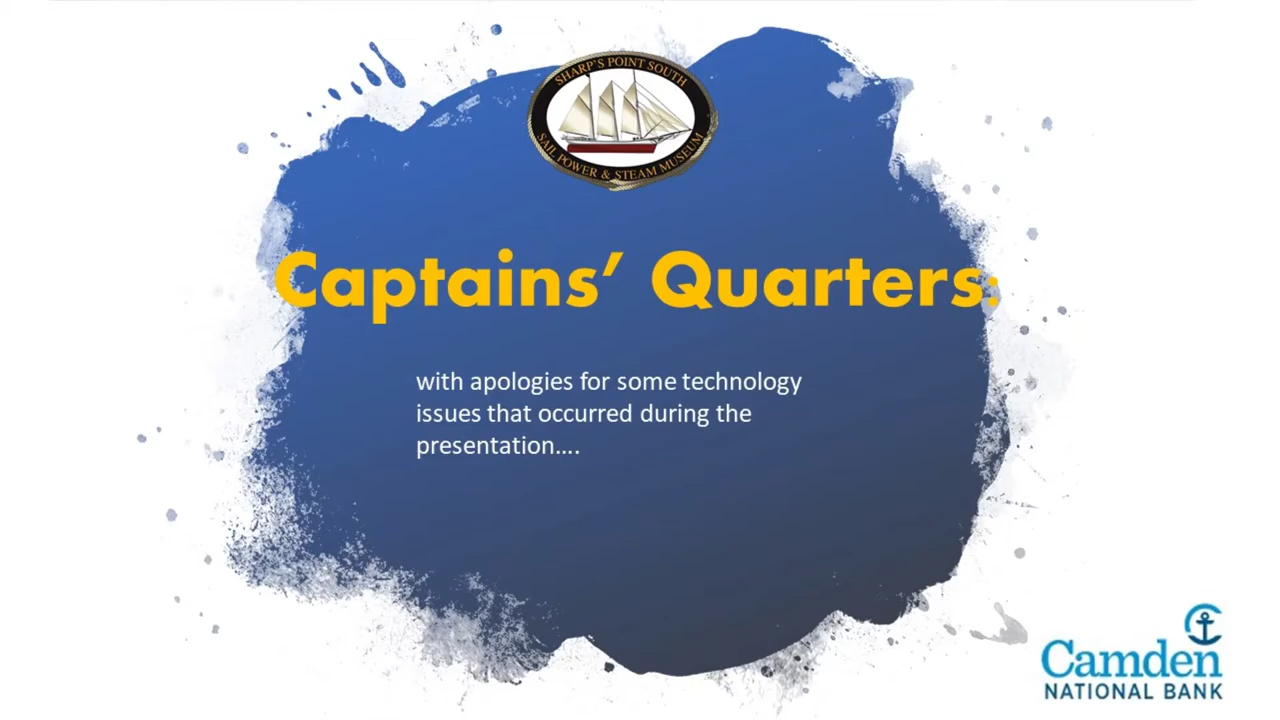 SHARP'S POINT SOUTH
SAIL POWER & STEAM MUSEUM
Captains’ Quarters:
with apologies for some technology
issues that occurred during the
presentation....
Camden
NATIONAL BANK